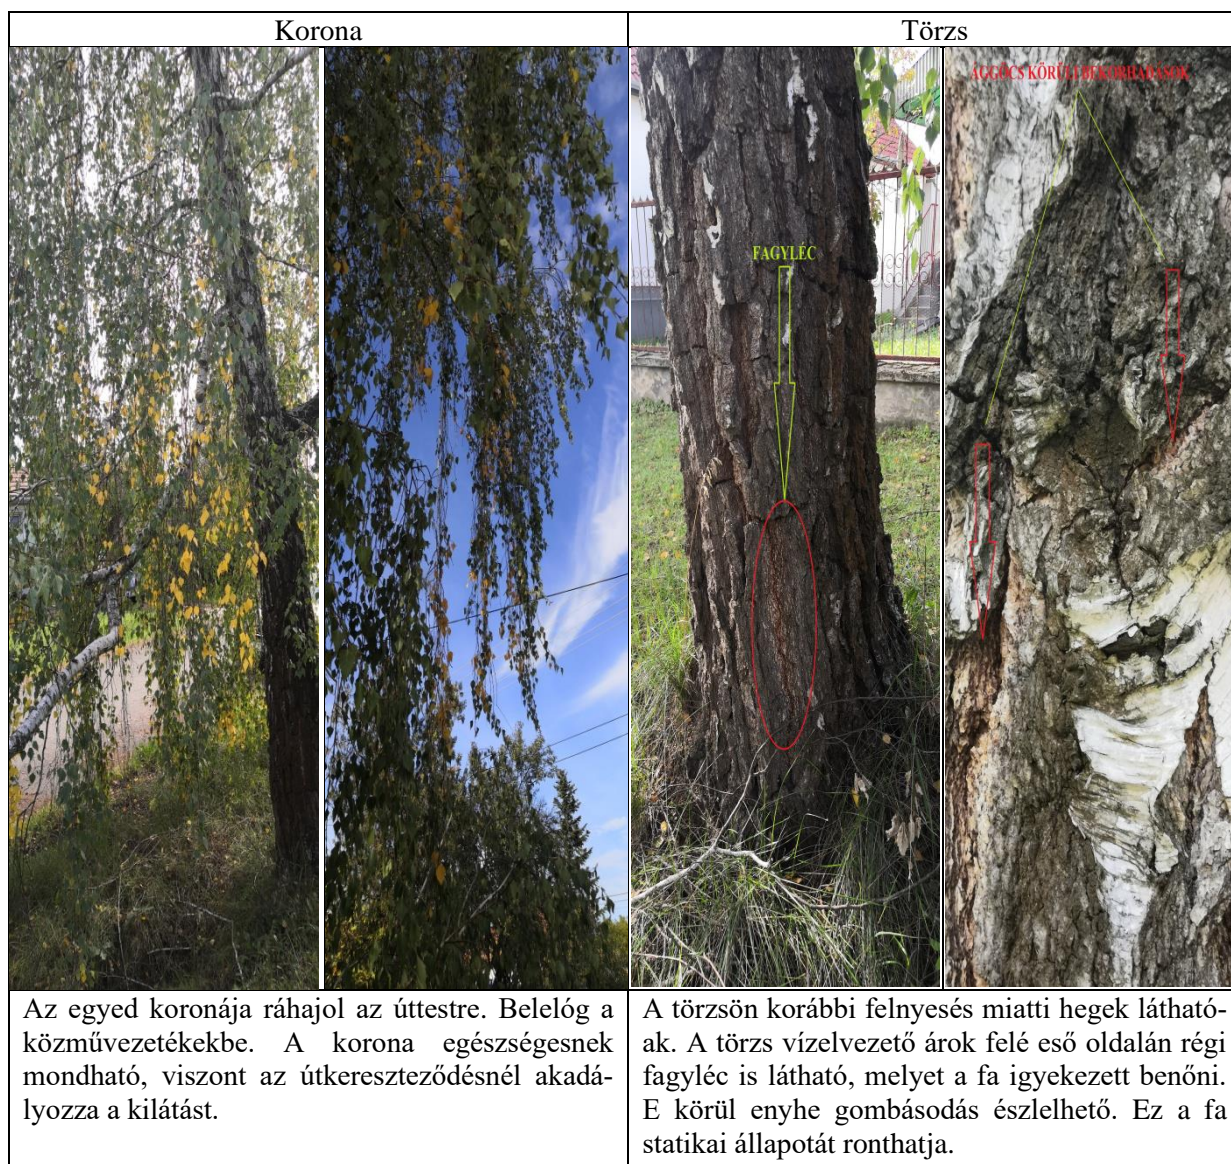 Korona
Törzs
FAGYLÉC
ÁGGÖCS KÖRÜLI BEKORHADÁSOK
Az egyed koronája ráhajol az úttestre. Belelóg a
közművezetékekbe. A korona egészségesnek
mondható, viszont az útkereszteződésnél akadá-
lyozza a kilátást.
A törzsön korábbi felnyesés miatti hegek látható-
ak. A törzs vízelvezető árok felé eső oldalán régi
fagyléc is látható, melyet a fa igyekezett benőni.
E körül enyhe gombásodás észlelhető. Ez a fa
statikai állapotát ronthatja.